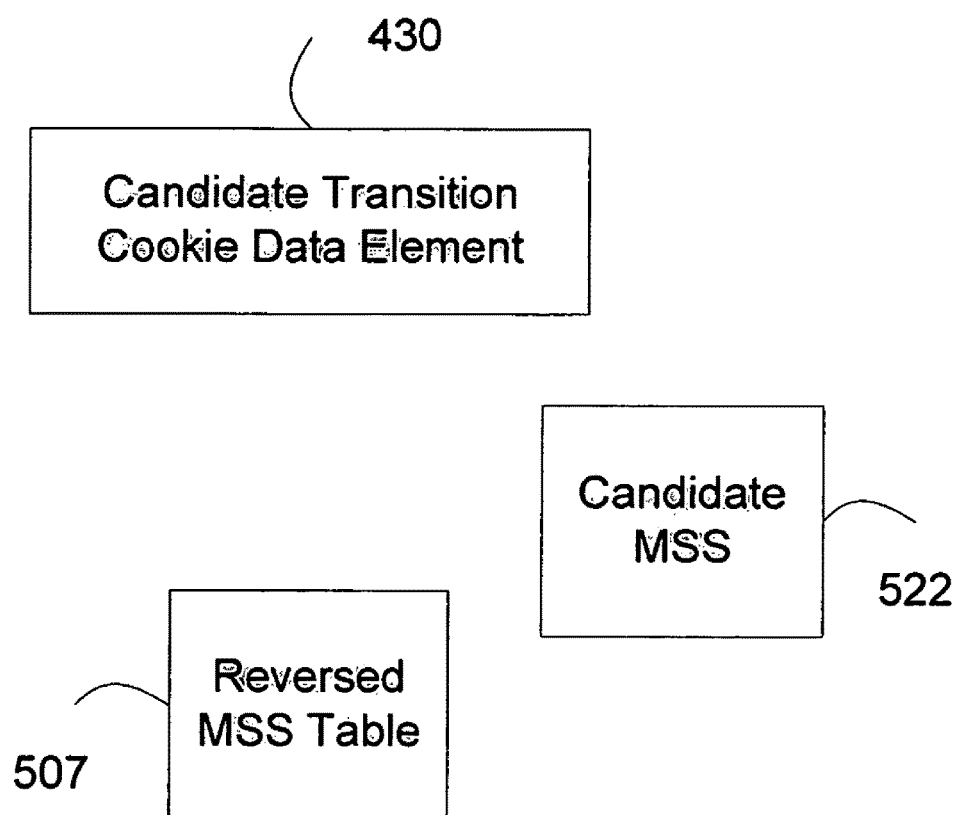 430
Candidate Transition
Cookie Data Element
Candidate
MSS
522
Reversed
MSS Table
507